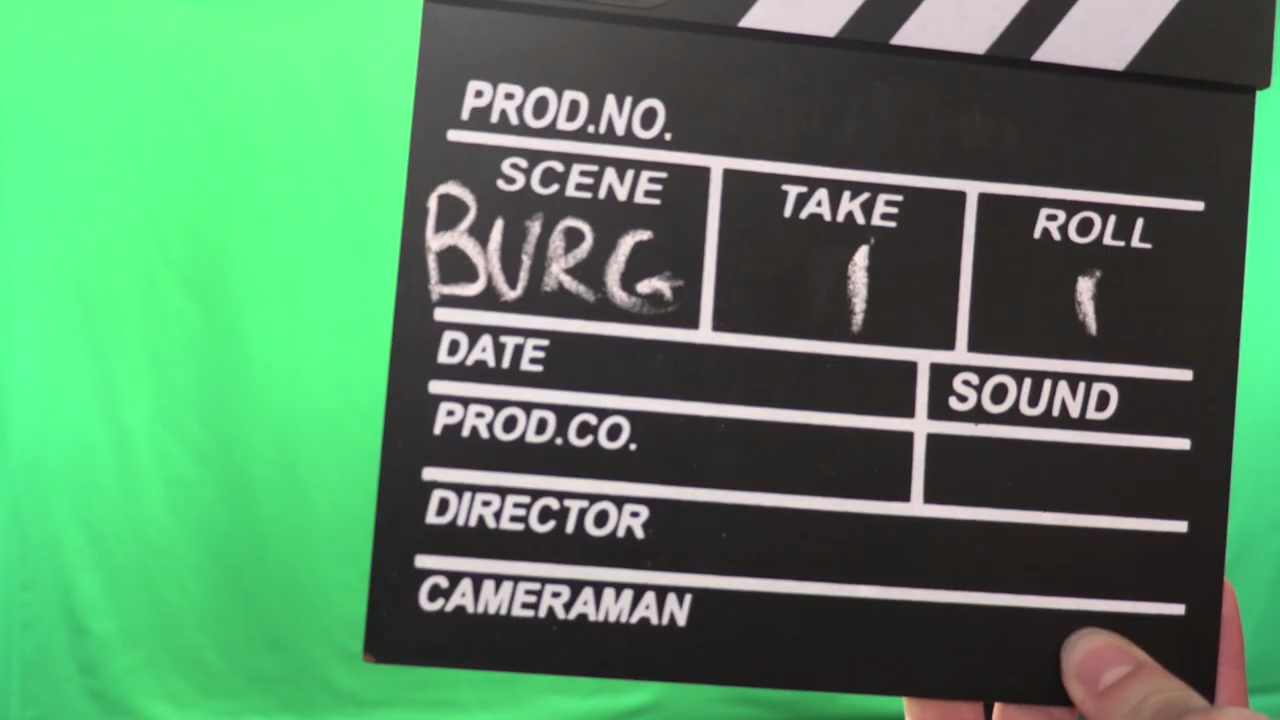 PROD.NO.
SCENE TAKE ROLL
BURG 1 1
DATE
SOUND
PROD.CO.
DIRECTOR
CAMERAMAN